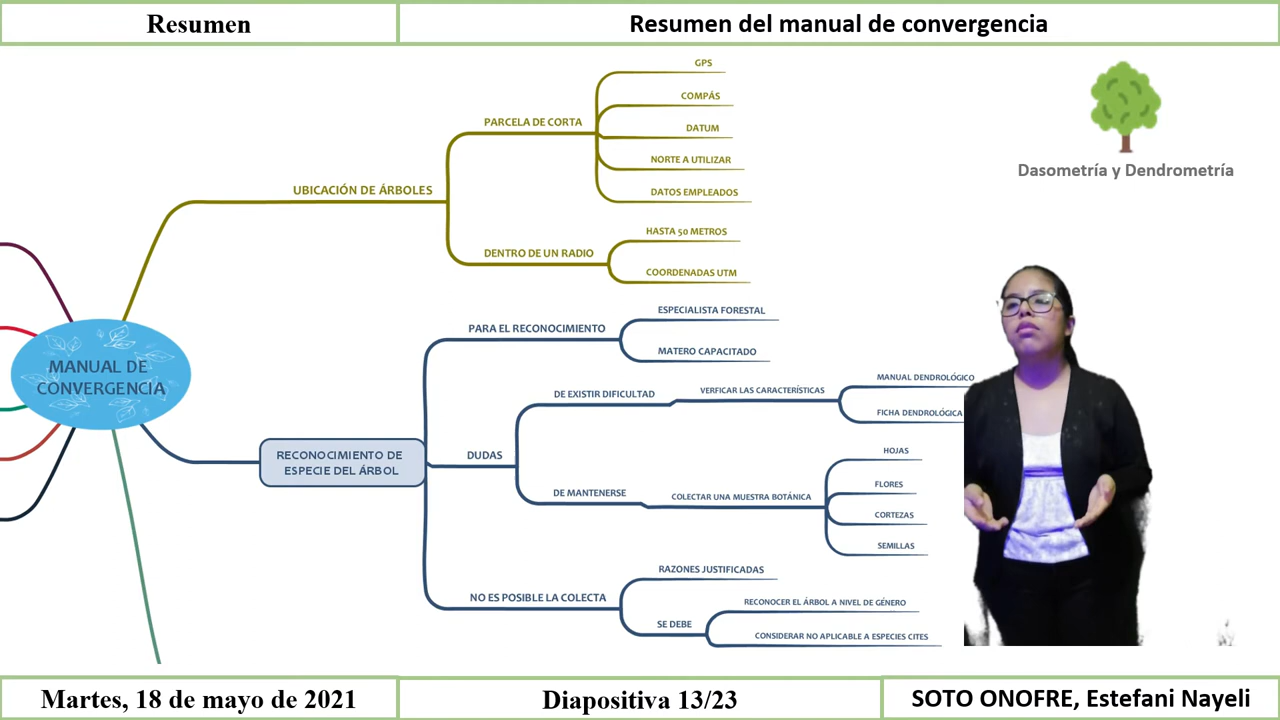 Resumen
Resumen del manual de convergencia
GPS
COMPÁS
PARCELA DE CORTA
DATUM
NORTE A UTILIZAR
DATOS EMPLEADOS
UBICACIÓN DE ÁRBOLES
HASTA 50 METROS
DENTRO DE UN RADIO
COORDENADAS UTM
Dasometría y Dendrometría
MANUAL DE
CONVERGENCIA
ESPECIALISTA FORESTAL
PARA EL RECONOCIMIENTO
MATERO CAPACITADO
MANUAL DENDROLÓGICO
DE EXISTIR DIFICULTAD
VERFICAR LAS CARACTERÍSTICAS
FICHA DENDROLÓGICA
RECONOCIMIENTO DE
ESPECIE DEL ÁRBOL
DUDAS
HOJAS
FLORES
DE MANTENERSE
COLECTAR UNA MUESTRA BOTÁNICA
CORTEZAS
SEMILLAS
RAZONES JUSTIFICADAS
NO ES POSIBLE LA COLECTA
RECONOCER EL ÁRBOL A NIVEL DE GÉNERO
SE DEBE
CONSIDERAR NO APLICABLE A ESPECIES CITES
Martes, 18 de mayo de 2021
Diapositiva 13/23
SOTO ONOFRE, Estefani Nayeli